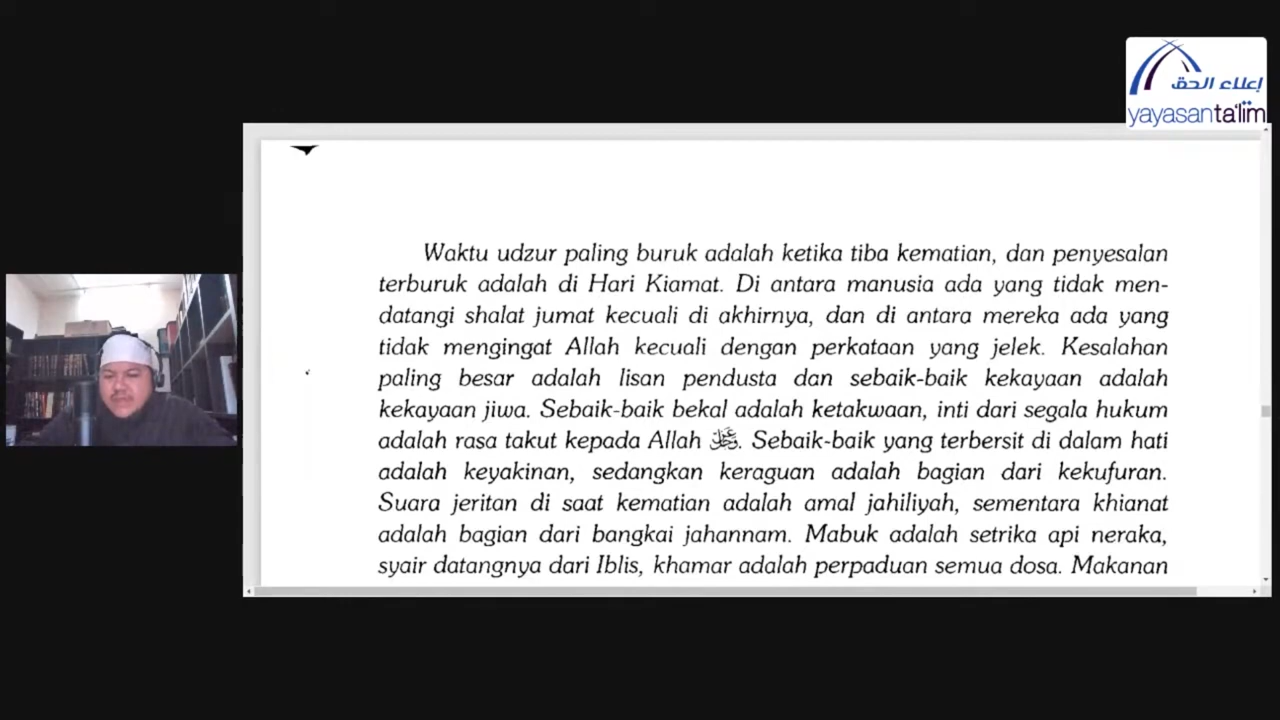 إعلاء الحق
yayasanta'lim
Waktu udzur paling buruk adalah ketika tiba kematian, dan penyesalan
terburuk adalah di Hari Kiamat. Di antara manusia ada yang tidak men-
datangi shalat jumat kecuali di akhirnya, dan di antara mereka ada yang
tidak mengingat Allah kecuali dengan perkataan yang jelek. Kesalahan
paling besar adalah lisan pendusta dan sebaik-baik kekayaan adalah
kekayaan jiwa. Sebaik-baik bekal adalah ketakwaan, inti dari segala hukum
adalah rasa takut kepada Allah عزوجل. Sebaik-baik yang terbersit di dalam hati
adalah keyakinan, sedangkan keraguan adalah bagian dari kekufuran.
Suara jeritan di saat kematian adalah amal jahiliyah, sementara khianat
adalah bagian dari bangkai jahannam. Mabuk adalah setrika api neraka,
syair datangnya dari Iblis, khamar adalah perpaduan semua dosa. Makanan